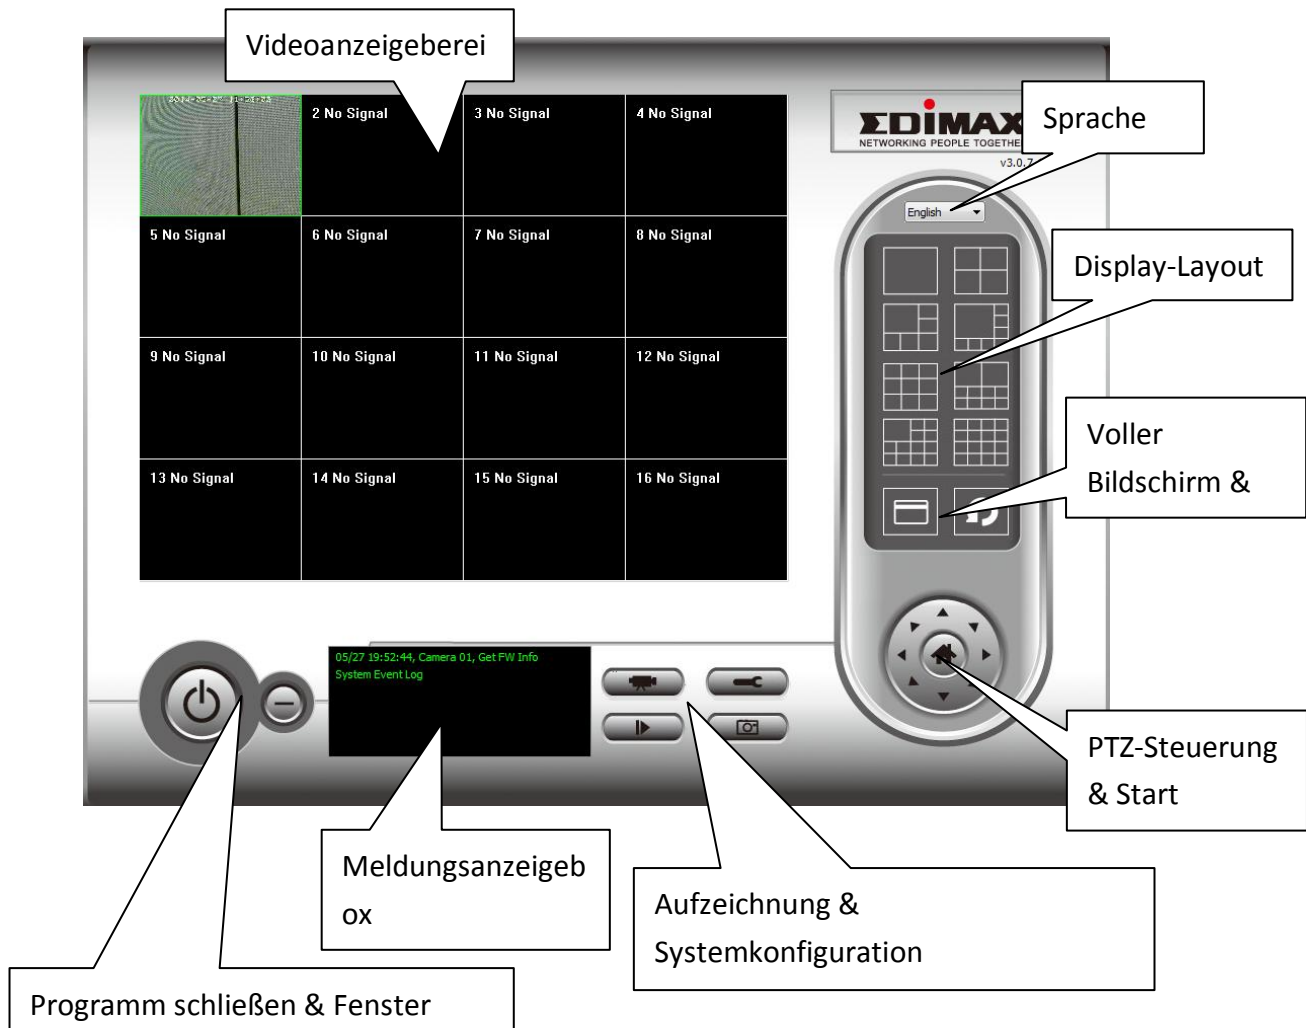 Videoanzeigeberei
EDIMAX
NETWORKING PEOPLE TOGETHE
v3.0.7
Sprache
English
2 No Signal
3 No Signal
4 No Signal
5 No Signal
6 No Signal
7 No Signal
8 No Signal
Display-Layout
9 No Signal
10 No Signal
11 No Signal
12 No Signal
Voller
Bildschirm &
13 No Signal
14 No Signal
15 No Signal
16 No Signal
05/27 19:52:44, Camera 01, Get FW Info
System Event Log
PTZ-Steuerung
& Start
Meldungsanzeigeb
ox
Aufzeichnung &
Systemkonfiguration
Programm schließen & Fenster